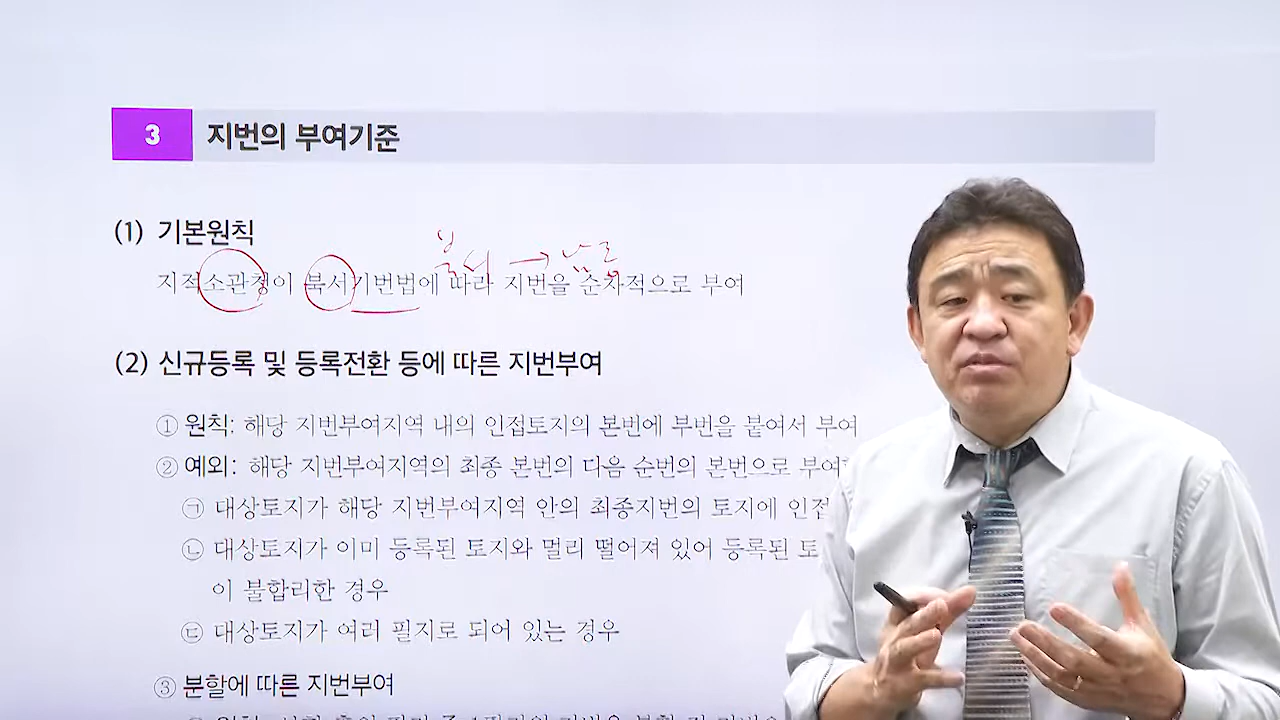 3 지번의 부여기준
(1) 기본원칙
북서 → 남동
지적소관청이 북서기번법에 따라 지번을 순차적으로 부여
(2) 신규등록 및 등록전환 등에 따른 지번부여
① 원칙: 해당 지번부여지역 내의 인접토지의 본번에 부번을 붙여서 부여
② 예외: 해당 지번부여지역의 최종 본번의 다음 순번의 본번으로 부여
㉠ 대상토지가 해당 지번부여지역 안의 최종지번의 토지에 인접
㉡ 대상토지가 이미 등록된 토지와 멀리 떨어져 있어 등록된 토
이 불합리한 경우
㉢ 대상토지가 여러 필지로 되어 있는 경우
③ 분할에 따른 지번부여